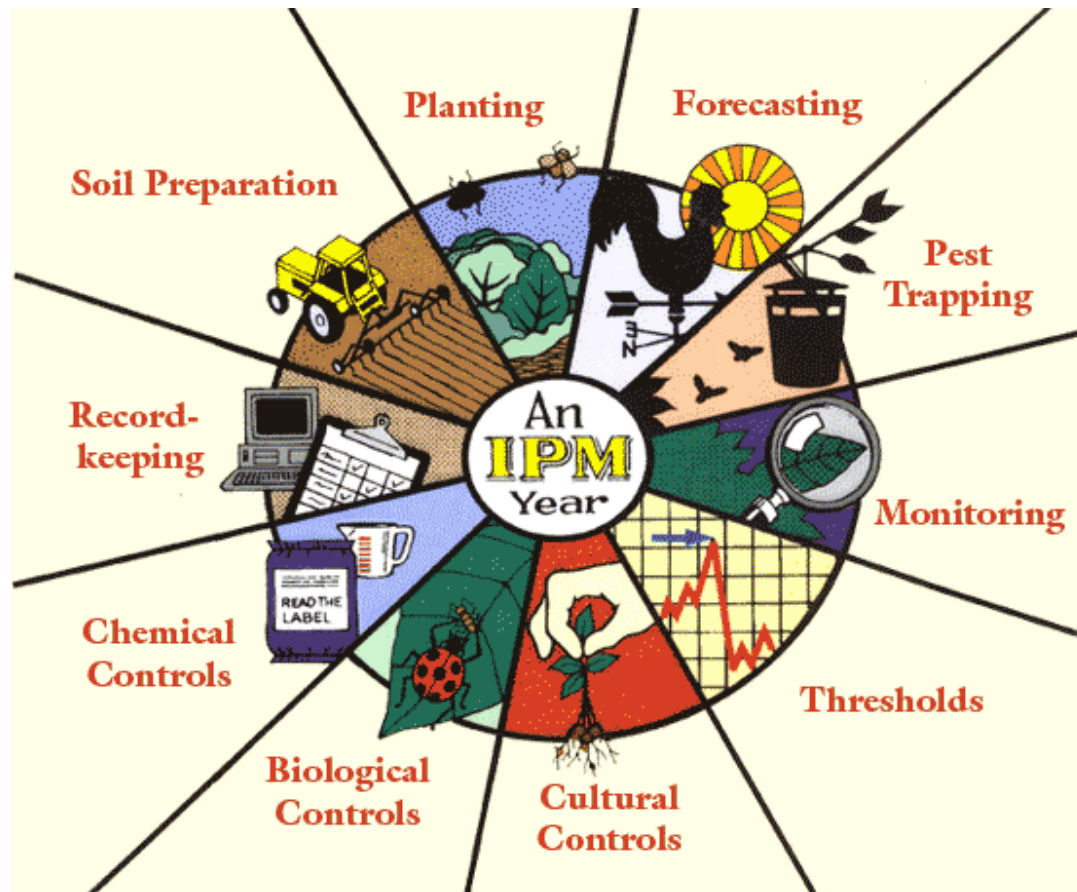 Planting
Forecasting
Soil Preparation
Pest
Trapping
Record-
keeping
An
IPM
Year
Monitoring
READ THE
LABEL
Chemical
Controls
Thresholds
Biological
Controls
Cultural
Controls
E
N